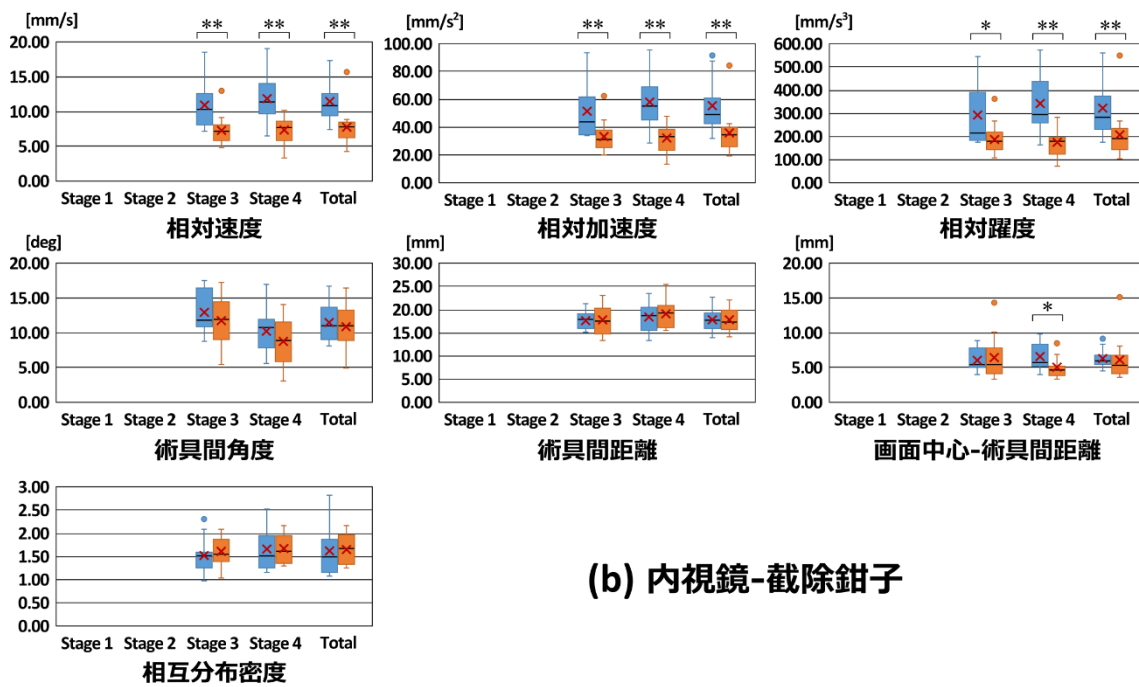 [mm/s]
** ** **
20.00
15.00
10.00
5.00
0.00
Stage 1 Stage 2 Stage 3 Stage 4 Total
相対速度
[mm/s²]
** ** **
100.00
80.00
60.00
40.00
20.00
0.00
Stage 1 Stage 2 Stage 3 Stage 4 Total
相対加速度
[mm/s³]
* ** **
600.00
500.00
400.00
300.00
200.00
100.00
0.00
Stage 1 Stage 2 Stage 3 Stage 4 Total
相対躍度
[deg]
20.00
15.00
10.00
5.00
0.00
Stage 1 Stage 2 Stage 3 Stage 4 Total
術具間角度
[mm]
30.00
25.00
20.00
15.00
10.00
5.00
0.00
Stage 1 Stage 2 Stage 3 Stage 4 Total
術具間距離
[mm]
20.00
15.00
*
10.00
5.00
0.00
Stage 1 Stage 2 Stage 3 Stage 4 Total
画面中心-術具間距離
3.00
2.50
2.00
1.50
1.00
0.50
0.00
Stage 1 Stage 2 Stage 3 Stage 4 Total
相互分布密度
(b) 内視鏡-截除鉗子